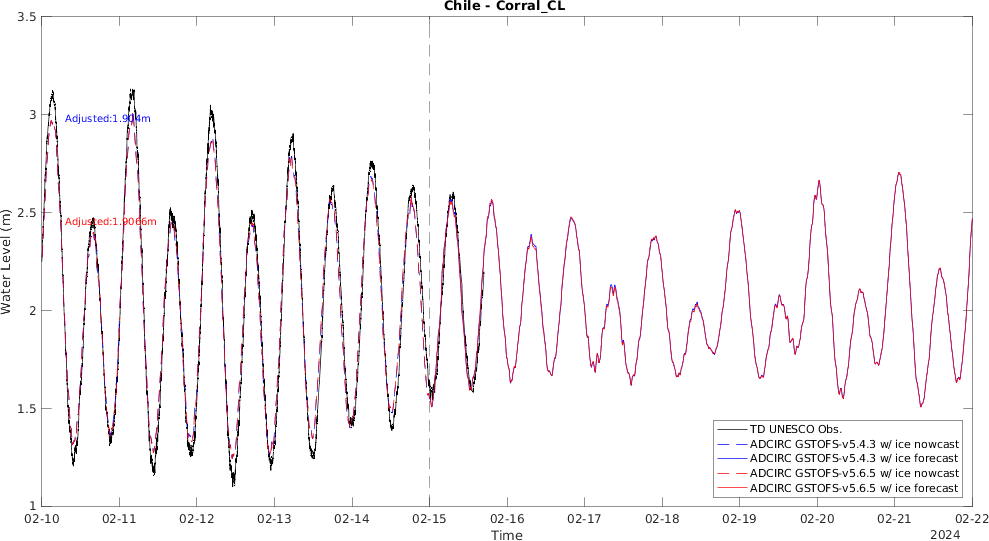 Chile - Corral_CL
3.5
3
2.5
2
1.5
1
Water Level (m)
Adjusted:1.904m
Adjusted:1.9066m
TD UNESCO Obs.
ADCIRC GSTOFS-v5.4.3 w/ ice nowcast
ADCIRC GSTOFS-v5.4.3 w/ ice forecast
ADCIRC GSTOFS-v5.6.5 w/ ice nowcast
ADCIRC GSTOFS-v5.6.5 w/ ice forecast
02-10 02-11 02-12 02-13 02-14 02-15 02-16 02-17 02-18 02-19 02-20 02-21 02-22
Time
2024